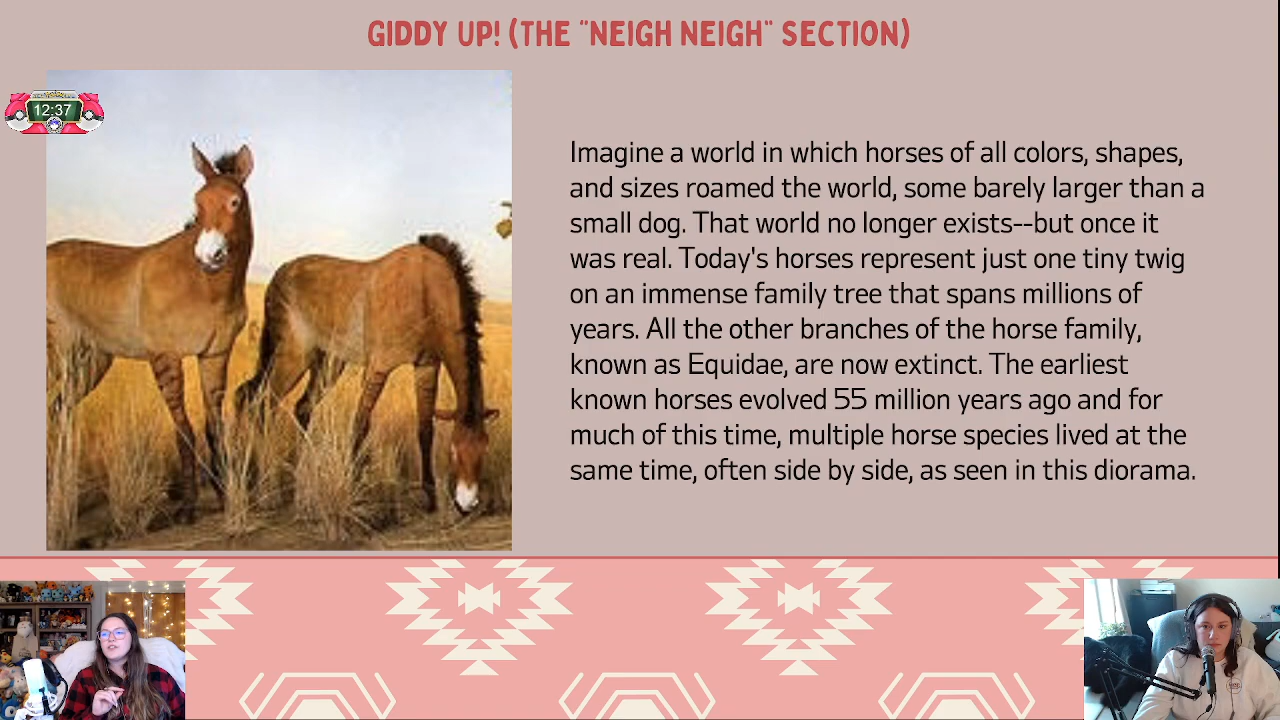 GIDDY UP! (THE "NEIGH NEIGH" SECTION)
12:37
Imagine a world in which horses of all colors, shapes,
and sizes roamed the world, some barely larger than a
small dog. That world no longer exists--but once it
was real. Today's horses represent just one tiny twig
on an immense family tree that spans millions of
years. All the other branches of the horse family,
known as Equidae, are now extinct. The earliest
known horses evolved 55 million years ago and for
much of this time, multiple horse species lived at the
same time, often side by side, as seen in this diorama.